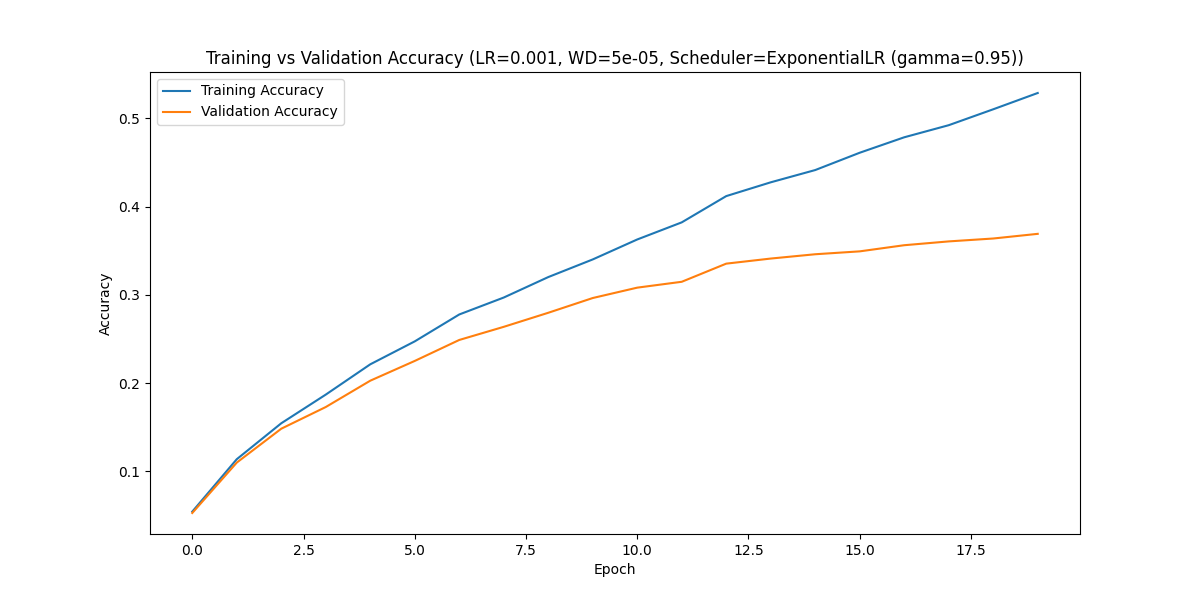 Training vs Validation Accuracy (LR=0.001, WD=5e-05, Scheduler=ExponentialLR (gamma=0.95))
Training Accuracy
Validation Accuracy
0.5
0.4
0.3
0.2
0.1
Accuracy
0.0 2.5 5.0 7.5 10.0 12.5 15.0 17.5
Epoch